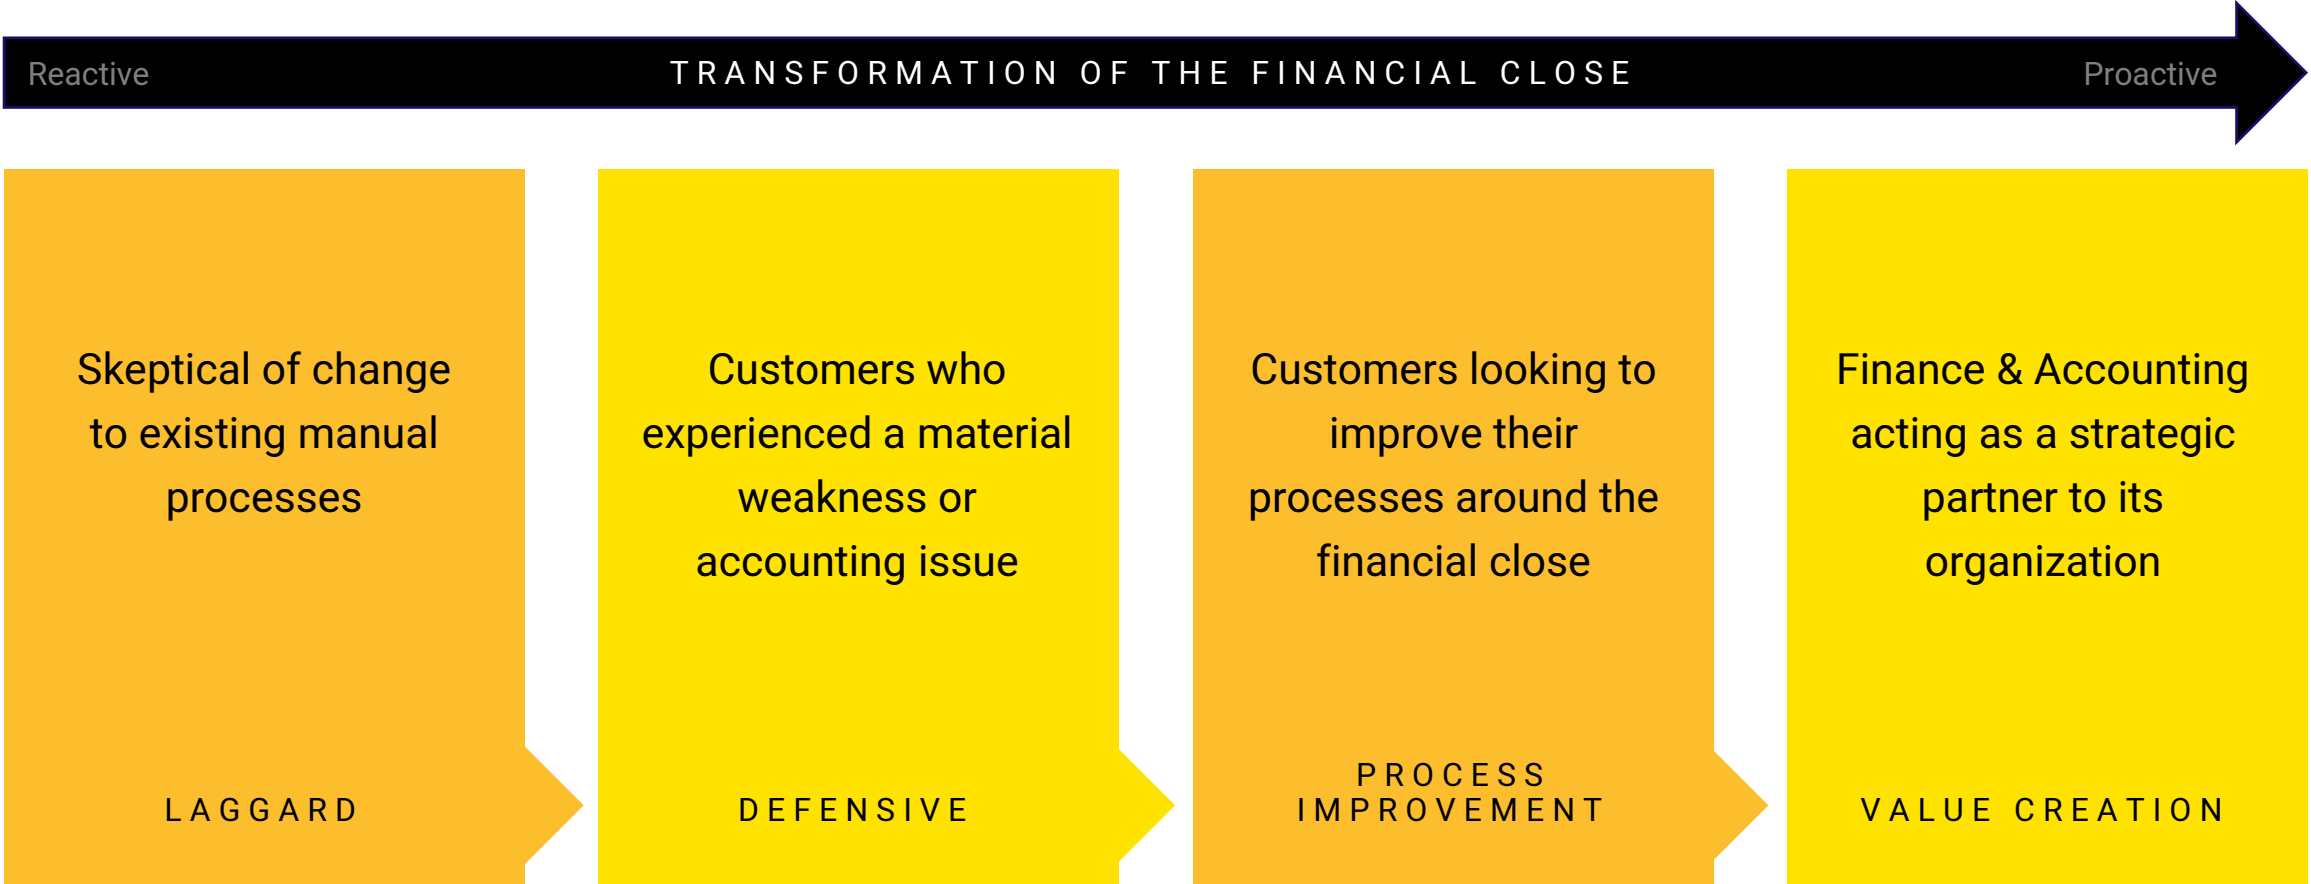 Reactive
TRANSFORMATION OF THE FINANCIAL CLOSE
Proactive
Skeptical of change
to existing manual
processes
LAGGARD
Customers who
experienced a material
weakness or
accounting issue
DEFENSIVE
Customers looking to
improve their
processes around the
financial close
PROCESS
IMPROVEMENT
Finance & Accounting
acting as a strategic
partner to its
organization
VALUE CREATION